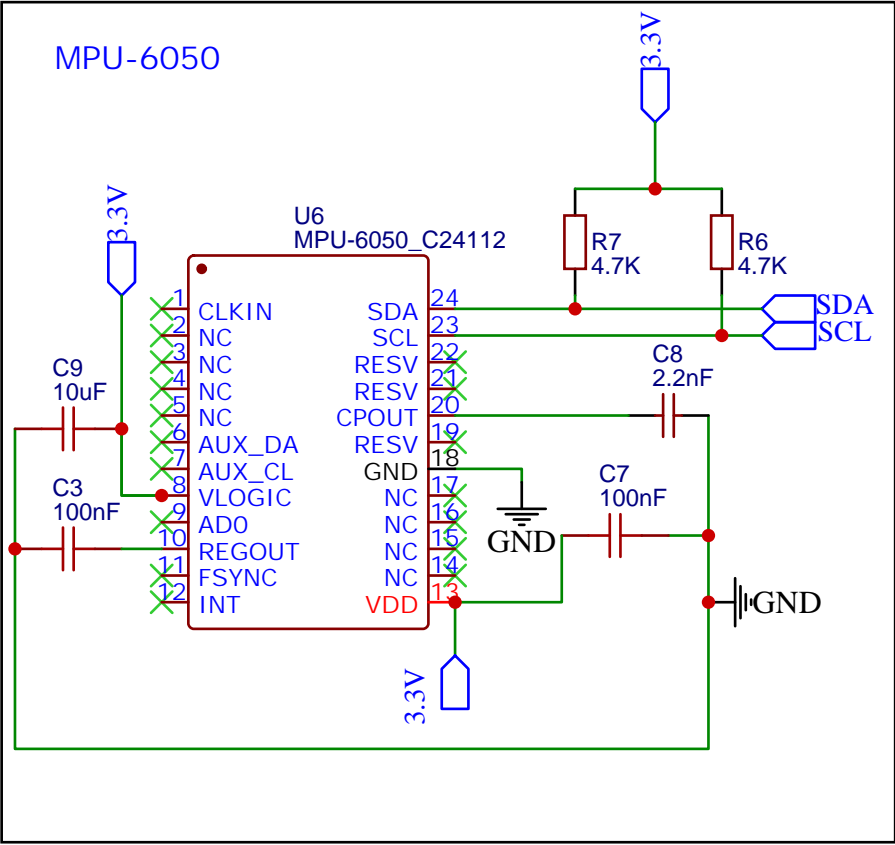 MPU-6050
3.3V
3.3V
U6
MPU-6050_C24112
R7
4.7K
R6
4.7K
1 CLKIN
2 NC
3 NC
4 NC
5 NC
6 AUX_DA
7 AUX_CL
8 VLOGIC
9 AD0
10 REGOUT
11 FSYNC
12 INT
SDA 24
SCL 23
RESV 22
RESV 21
CPOUT 20
RESV 19
GND 18
NC 17
NC 16
NC 15
NC 14
VDD 13
SDA
SCL
C9
10uF
C3
100nF
C8
2.2nF
C7
100nF
GND
GND
3.3V